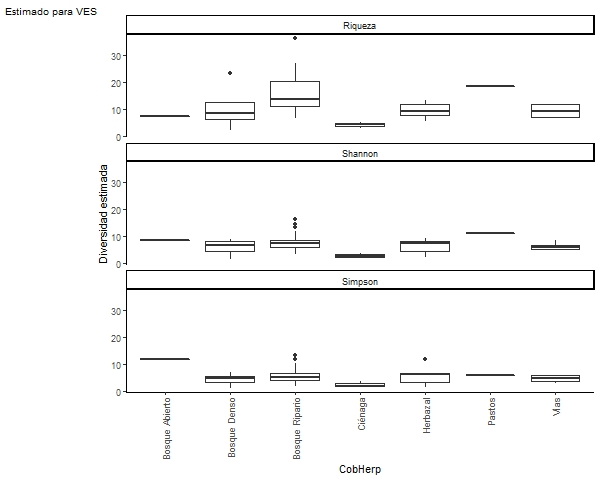 Estimado para VES
Riqueza
30
20
10
0
Shannon
30
20
10
0
Simpson
30
20
10
0
Diversidad estimada
Bosque Abierto
Bosque Denso
Bosque Ripario
Ciénaga
Herbazal
Pastos
Vías
CobHerp